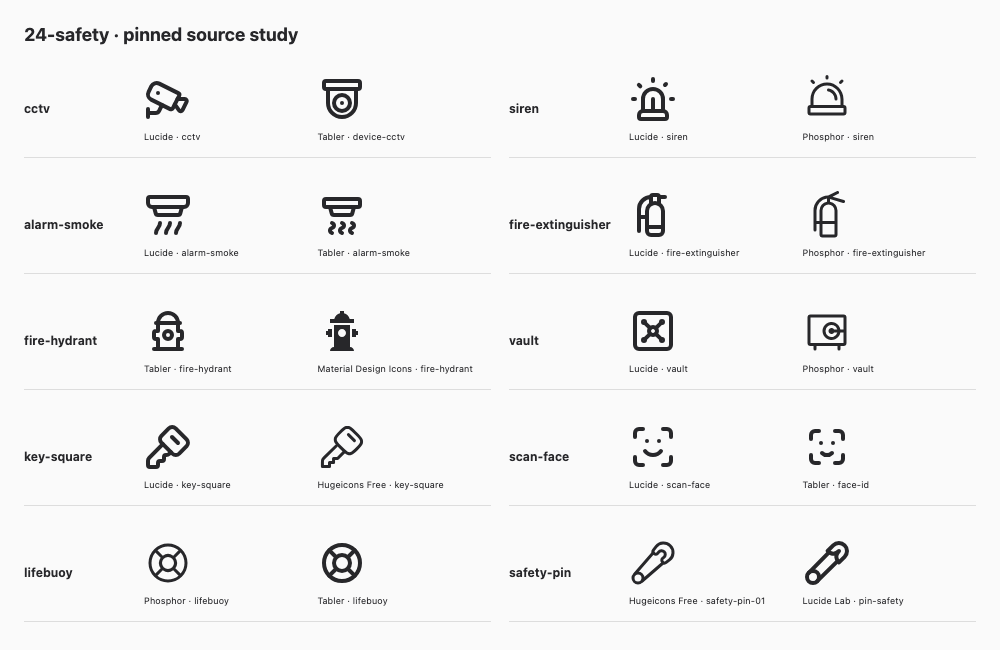 24-safety · pinned source study
cctv
Lucide · cctv
Tabler · device-cctv
siren
Lucide · siren
Phosphor · siren
alarm-smoke
Lucide · alarm-smoke
Tabler · alarm-smoke
fire-extinguisher
Lucide · fire-extinguisher
Phosphor · fire-extinguisher
fire-hydrant
Tabler · fire-hydrant
Material Design Icons · fire-hydrant
vault
Lucide · vault
Phosphor · vault
key-square
Lucide · key-square
Hugeicons Free · key-square
scan-face
Lucide · scan-face
Tabler · face-id
lifebuoy
Phosphor · lifebuoy
Tabler · lifebuoy
safety-pin
Hugeicons Free · safety-pin-01
Lucide Lab · pin-safety